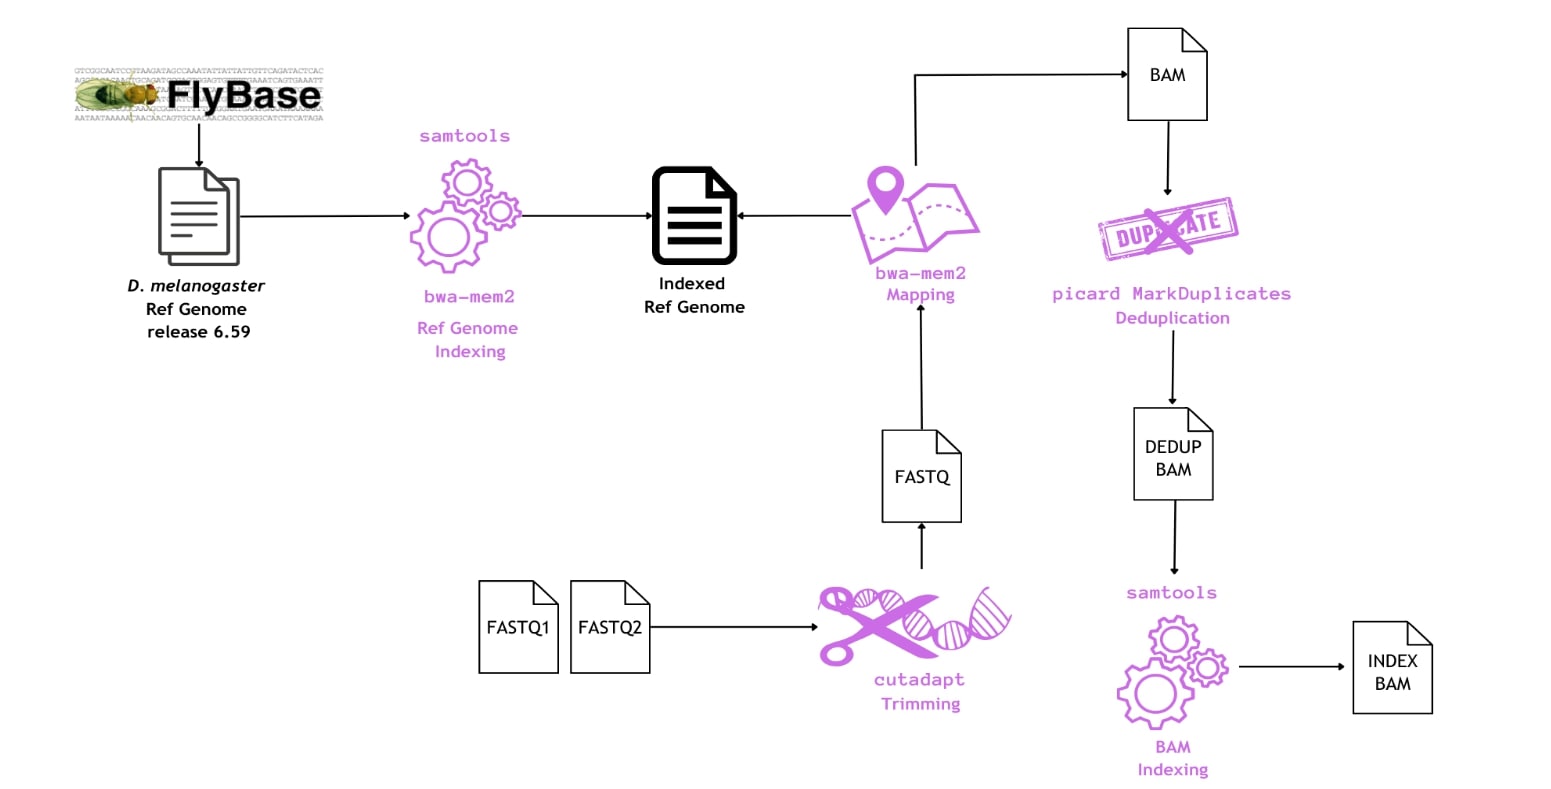 FlyBase
D. melanogaster
Ref Genome
release 6.59
samtools
bwa-mem2
Ref Genome
Indexing
Indexed
Ref Genome
bwa-mem2
Mapping
BAM
DUPLICATE
picard MarkDuplicates
Deduplication
DEDUP
BAM
FASTQ
FASTQ1
FASTQ2
cutadapt
Trimming
samtools
BAM
Indexing
INDEX
BAM